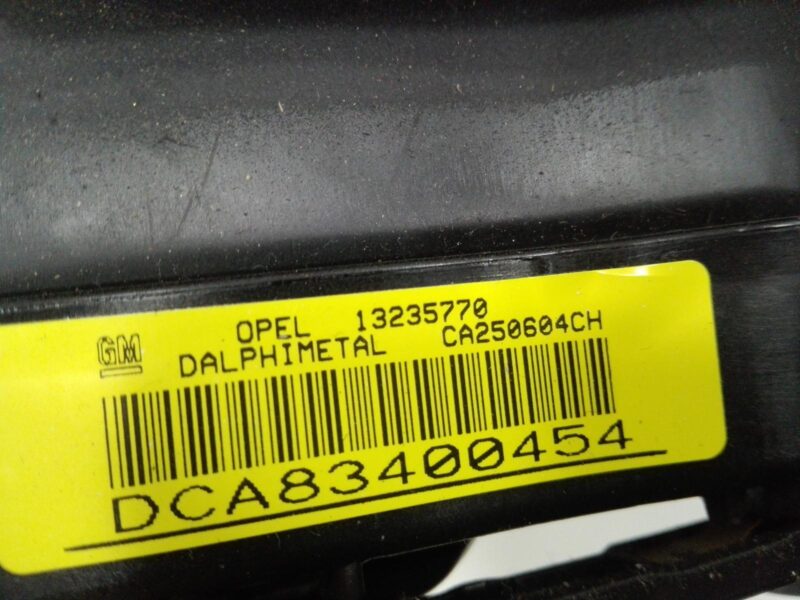 OPEL 13235770
GM DALPHIMETAL CA250604CH
DCA83400454